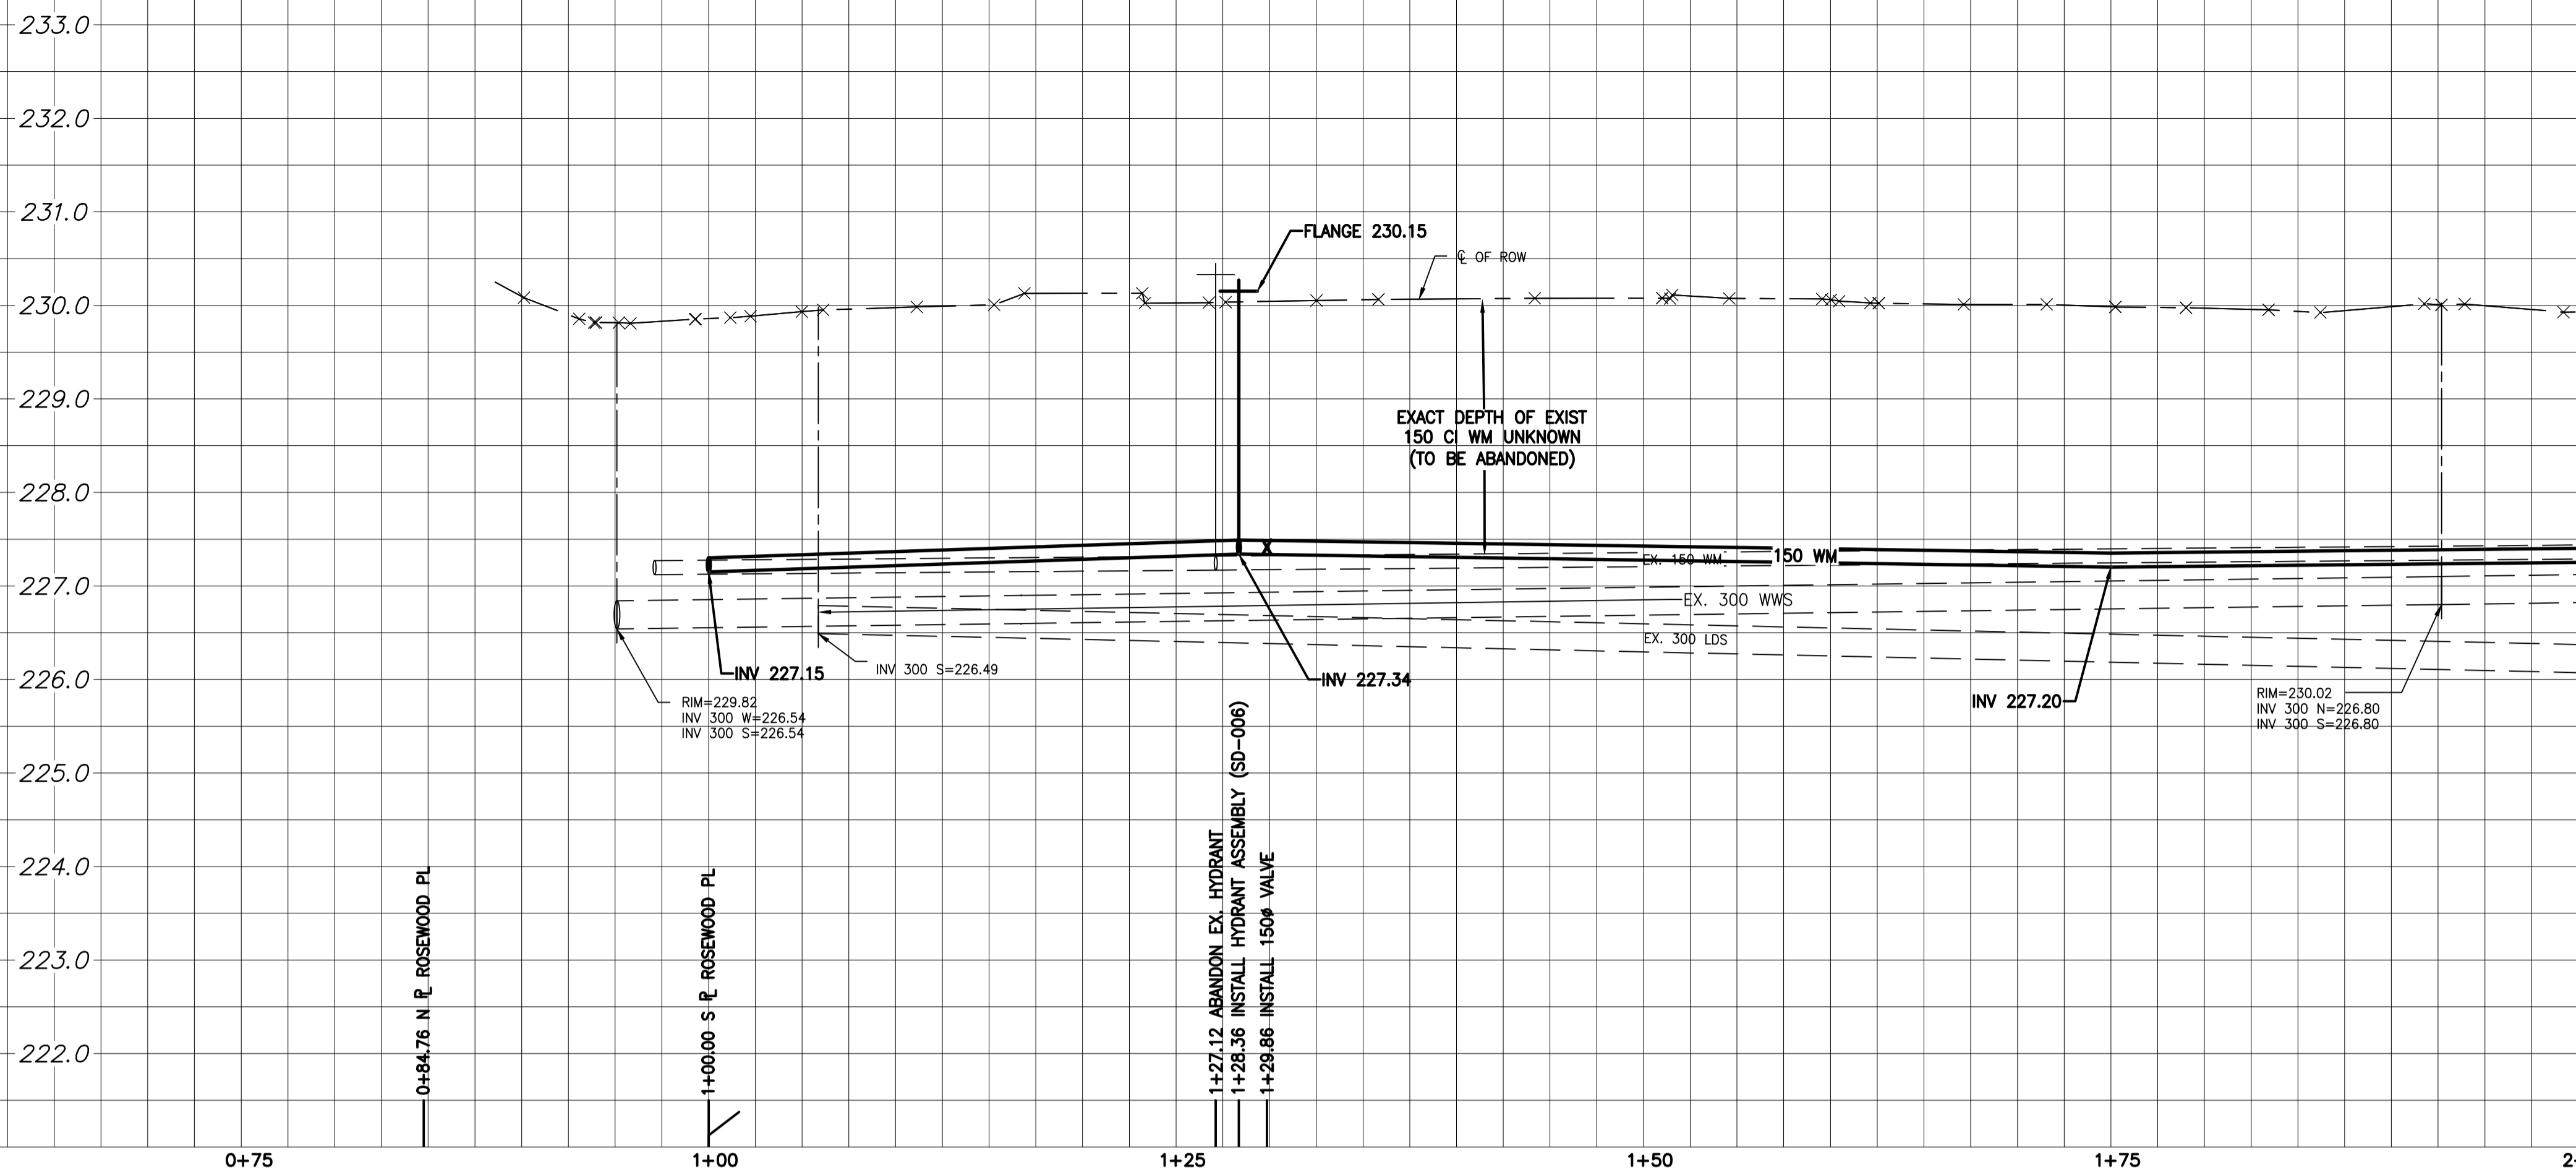 233.0
232.0
231.0
230.0
229.0
228.0
227.0
226.0
225.0
224.0
223.0
222.0
FLANGE 230.15
℄ OF ROW
EXACT DEPTH OF EXIST
150 CI WM UNKNOWN
(TO BE ABANDONED)
EX. 150 WM
150 WM
EX. 300 WWS
EX. 300 LDS
INV 227.15
INV 300 S=226.49
INV 227.34
INV 227.20
RIM=229.82
INV 300 W=226.54
INV 300 S=226.54
RIM=230.02
INV 300 N=226.80
INV 300 S=226.80
0+84.76 N PL ROSEWOOD PL
1+00.00 S PL ROSEWOOD PL
1+27.12 ABANDON EX. HYDRANT
1+28.36 INSTALL HYDRANT ASSEMBLY (SD-006)
1+29.86 INSTALL 150ø VALVE
0+75
1+00
1+25
1+50
1+75